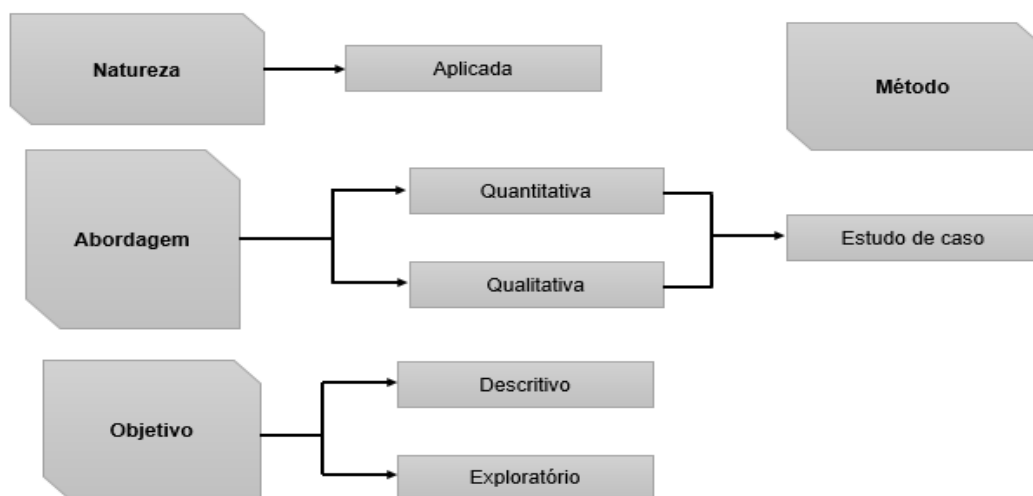 Natureza
Aplicada
Método
Abordagem
Quantitativa
Qualitativa
Estudo de caso
Objetivo
Descritivo
Exploratório